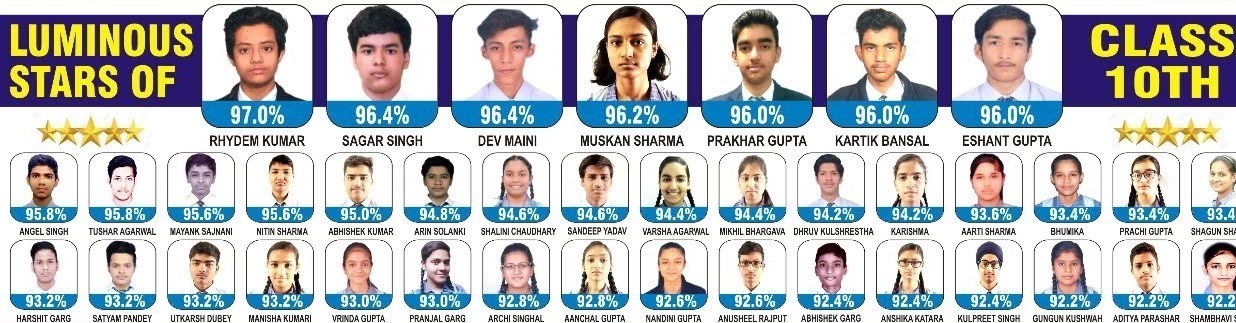 LUMINOUS
STARS OF
CLASS
10TH
97.0% 96.4% 96.4% 96.2% 96.0% 96.0% 96.0%
RHYDEM KUMAR SAGAR SINGH DEV MAINI MUSKAN SHARMA PRAKHAR GUPTA KARTIK BANSAL ESHANT GUPTA
95.8% 95.8% 95.6% 95.6% 95.0% 94.8% 94.6% 94.6% 94.4% 94.4% 94.2% 94.2% 93.6% 93.4% 93.4% 93.4
ANGEL SINGH TUSHAR AGARWAL MAYANK SAJNANI NITIN SHARMA ABHISHEK KUMAR ARIN SOLANKI SHALINI CHAUDHARY SANDEEP YADAV VARSHA AGARWAL MIKHIL BHARGAVA DHRUV KULSHRESTHA KARISHMA AARTI SHARMA BHUMIKA PRACHI GUPTA SHAGUN SHA
93.2% 93.2% 93.2% 93.2% 93.0% 93.0% 92.8% 92.8% 92.6% 92.6% 92.4% 92.4% 92.4% 92.2% 92.2% 92.2
HARSHIT GARG SATYAM PANDEY UTKARSH DUBEY MANISHA KUMARI VRINDA GUPTA PRANJAL GARG ARCHI SINGHAL AANCHAL GUPTA NANDINI GUPTA ANUSHEEL RAJPUT ABHISHEK GARG ANSHIKA KATARA KULPREET SINGH GUNGUN KUSHWAH ADITYA PARASHAR SHAMBHAVI S